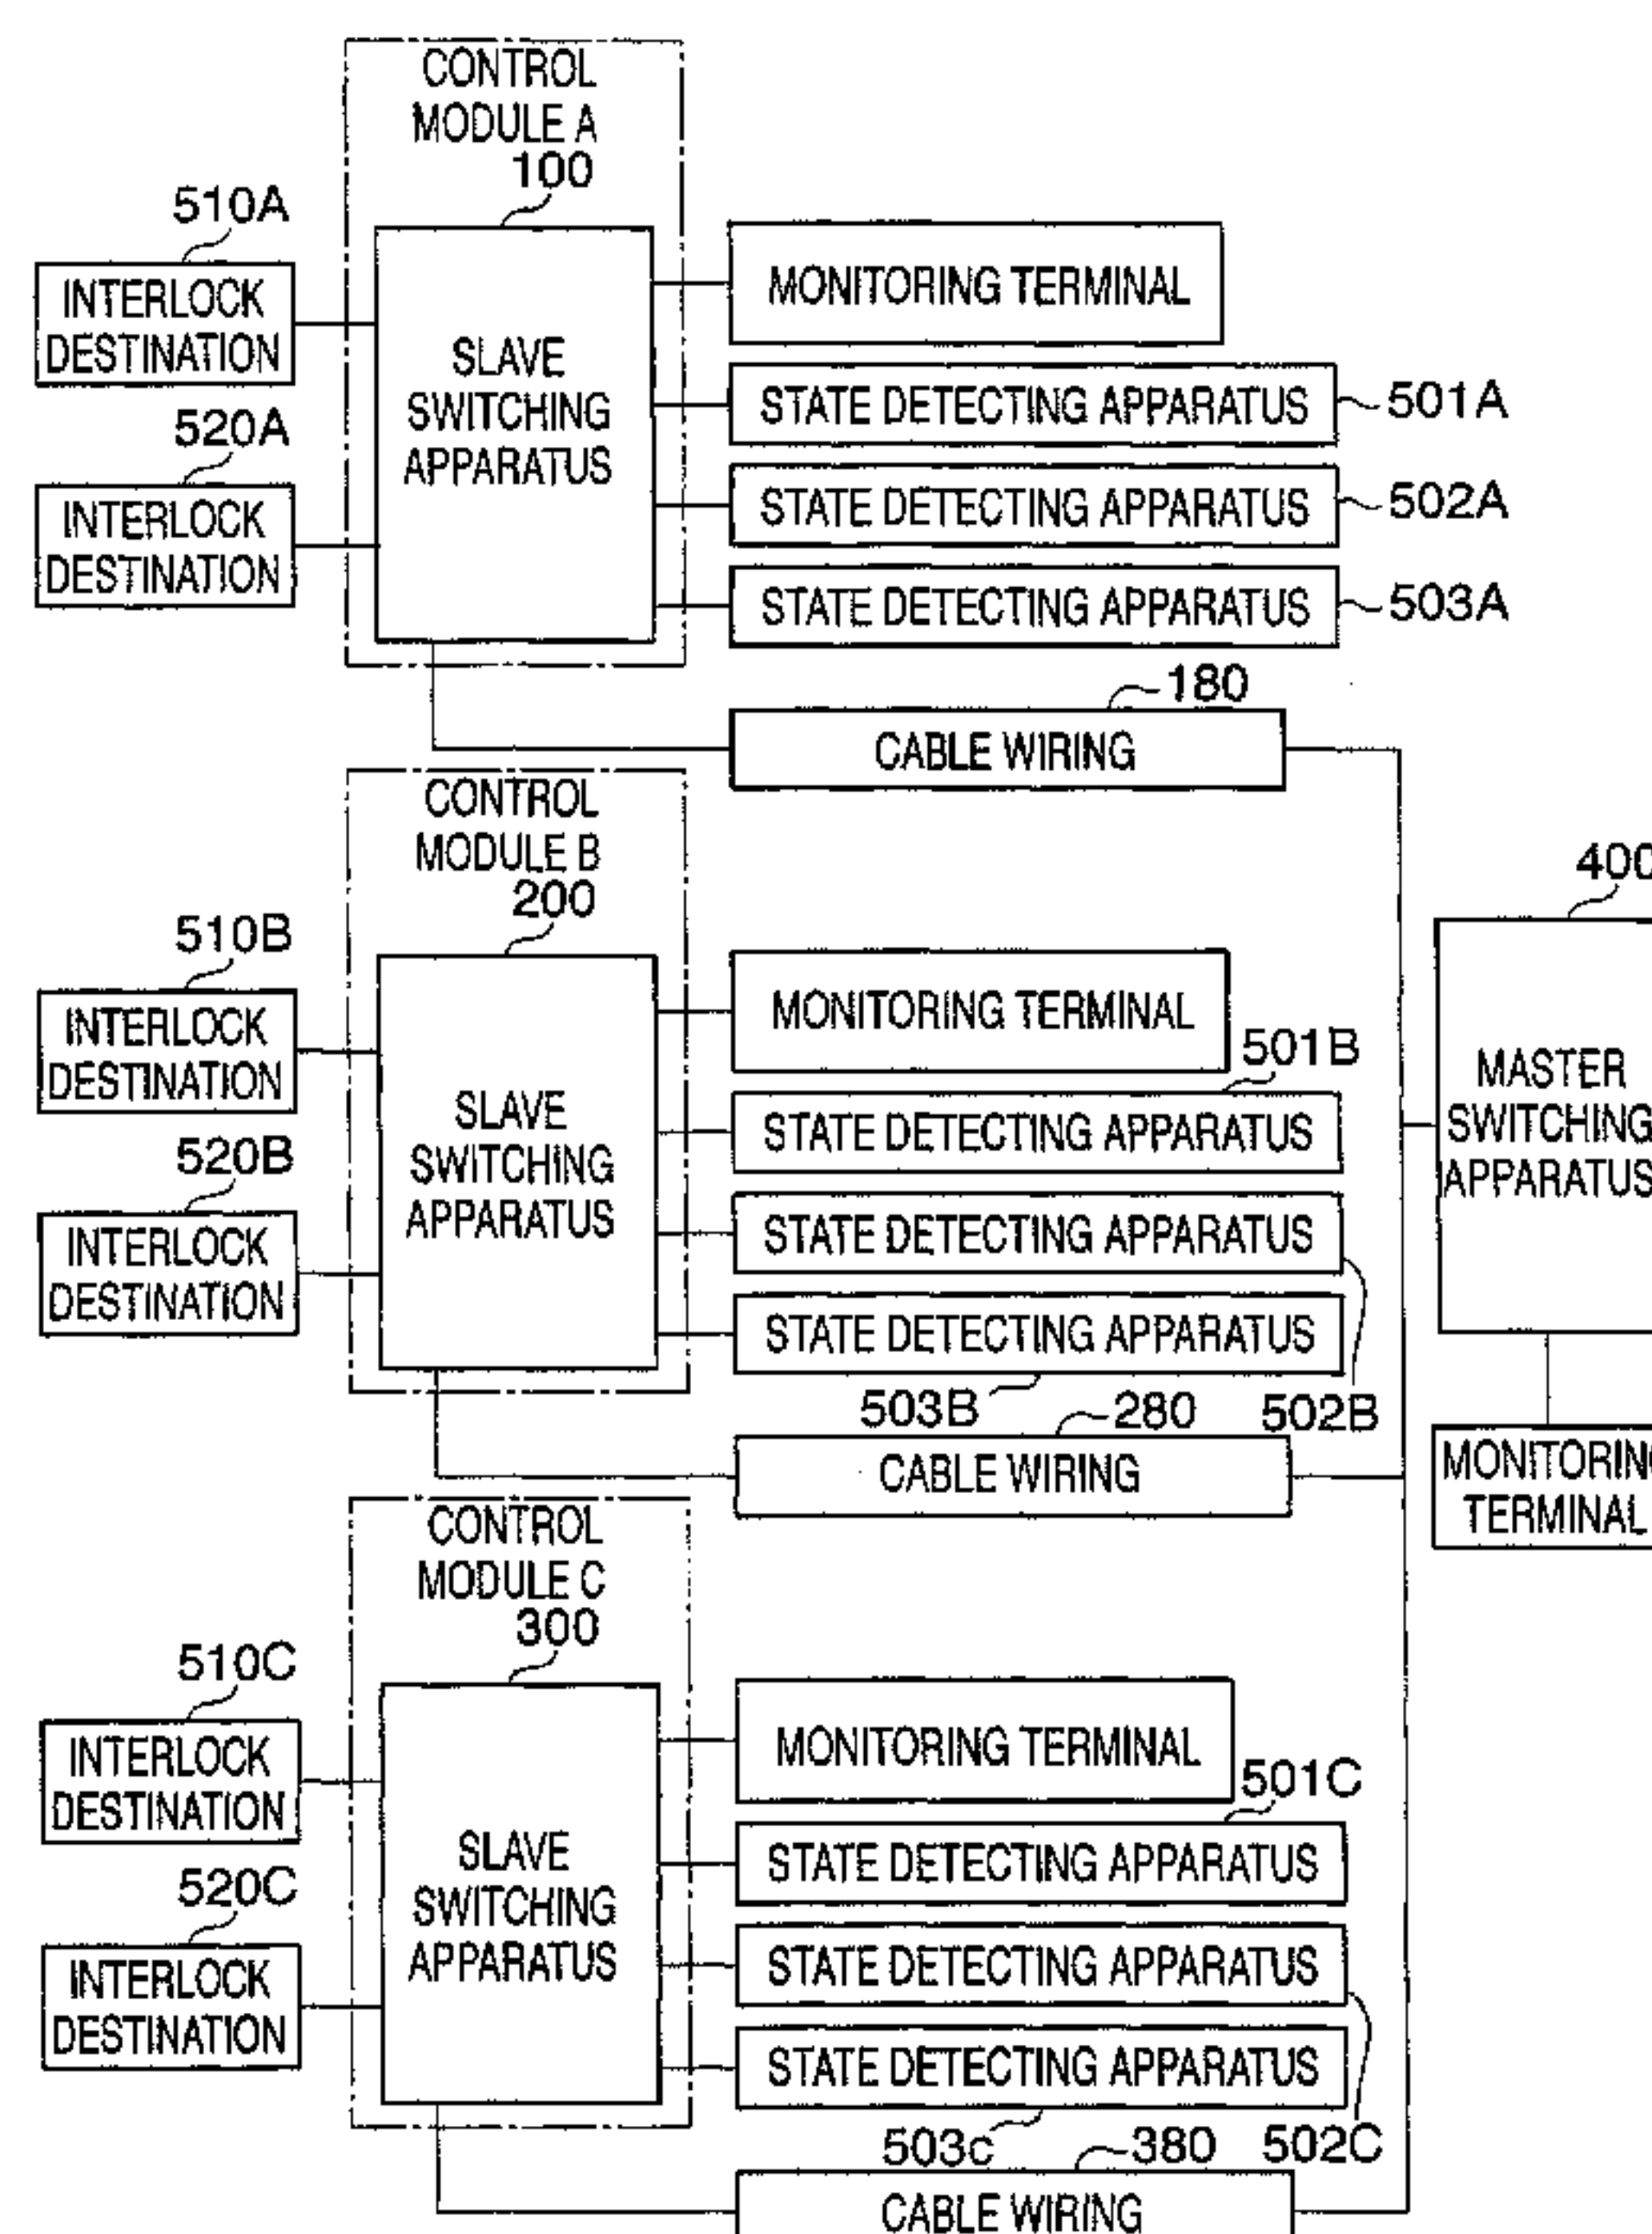 CONTROL
MODULE A
100
510A
INTERLOCK
DESTINATION
520A
INTERLOCK
DESTINATION
SLAVE
SWITCHING
APPARATUS
MONITORING TERMINAL
STATE DETECTING APPARATUS
501A
STATE DETECTING APPARATUS
502A
STATE DETECTING APPARATUS
503A
180
CABLE WIRING
CONTROL
MODULE B
200
510B
INTERLOCK
DESTINATION
520B
INTERLOCK
DESTINATION
SLAVE
SWITCHING
APPARATUS
MONITORING TERMINAL
501B
STATE DETECTING APPARATUS
STATE DETECTING APPARATUS
STATE DETECTING APPARATUS
503B
280
502B
CABLE WIRING
400
MASTER
SWITCHING
APPARATUS
MONITORING
TERMINAL
CONTROL
MODULE C
300
510C
INTERLOCK
DESTINATION
520C
INTERLOCK
DESTINATION
SLAVE
SWITCHING
APPARATUS
MONITORING TERMINAL
501C
STATE DETECTING APPARATUS
STATE DETECTING APPARATUS
STATE DETECTING APPARATUS
503c
380
502C
CABLE WIRING